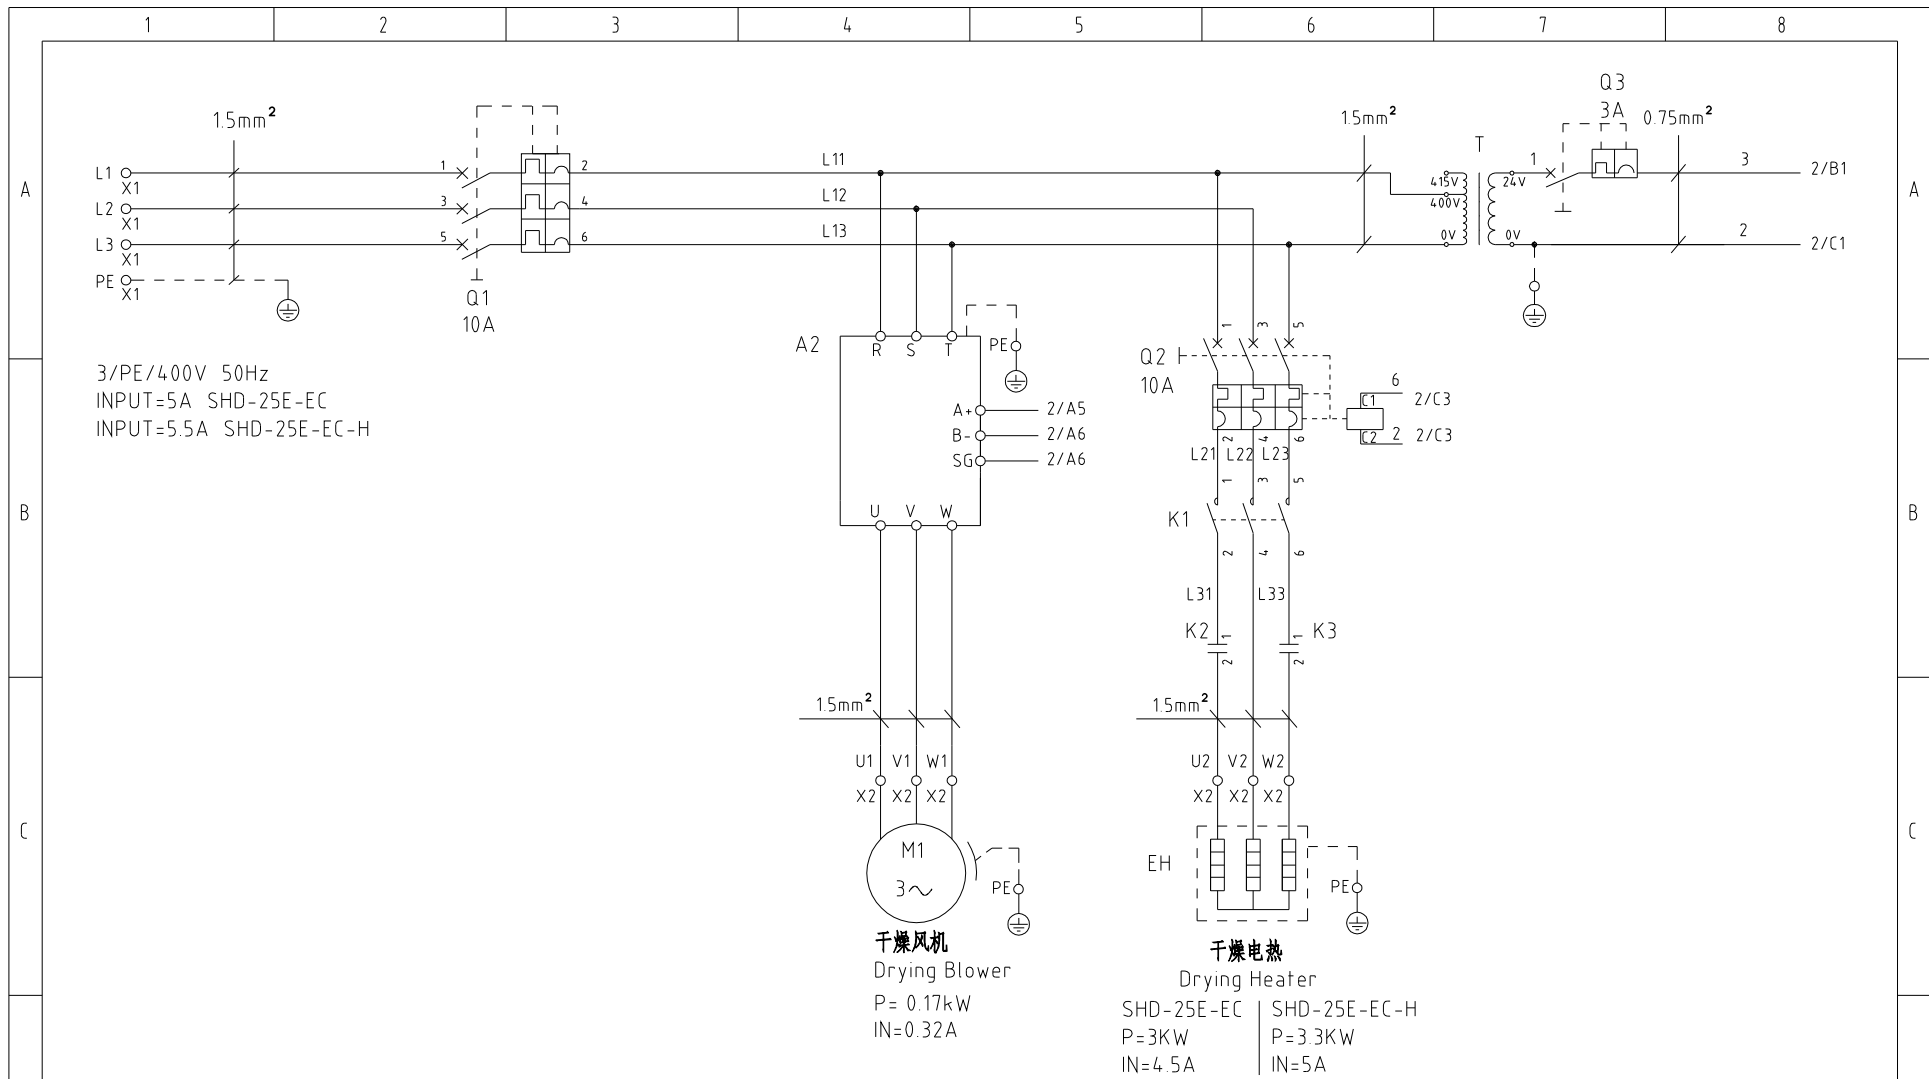 1 2 3 4 5 6 7 8
A
A
B
B
C
C
1.5mm²
L1
X1
L2
X1
L3
X1
PE
X1
1
3
5
2
4
6
Q1
10A
L11
L12
L13
3/PE/400V 50Hz
INPUT=5A SHD-25E-EC
INPUT=5.5A SHD-25E-EC-H
1.5mm²
T
415V
400V
0V
24V
0V
1
Q3
3A
0.75mm²
3
2/B1
2
2/C1
A2
R S T
PE
A+
2/A5
B-
2/A6
SG
2/A6
U V W
1.5mm²
U1 V1 W1
X2 X2 X2
M1
3~
PE
干燥风机
Drying Blower
P= 0.17kW
IN=0.32A
Q2
10A
1 3 5
2 4 6
C1
6
2/C3
C2
2
2/C3
L21 L22 L23
1 3 5
K1
2 4 6
L31 L33
K2
1
2
K3
1
2
1.5mm²
U2 V2 W2
X2 X2 X2
EH
PE
干燥电热
Drying Heater
SHD-25E-EC SHD-25E-EC-H
P=3KW P=3.3KW
IN=4.5A IN=5A